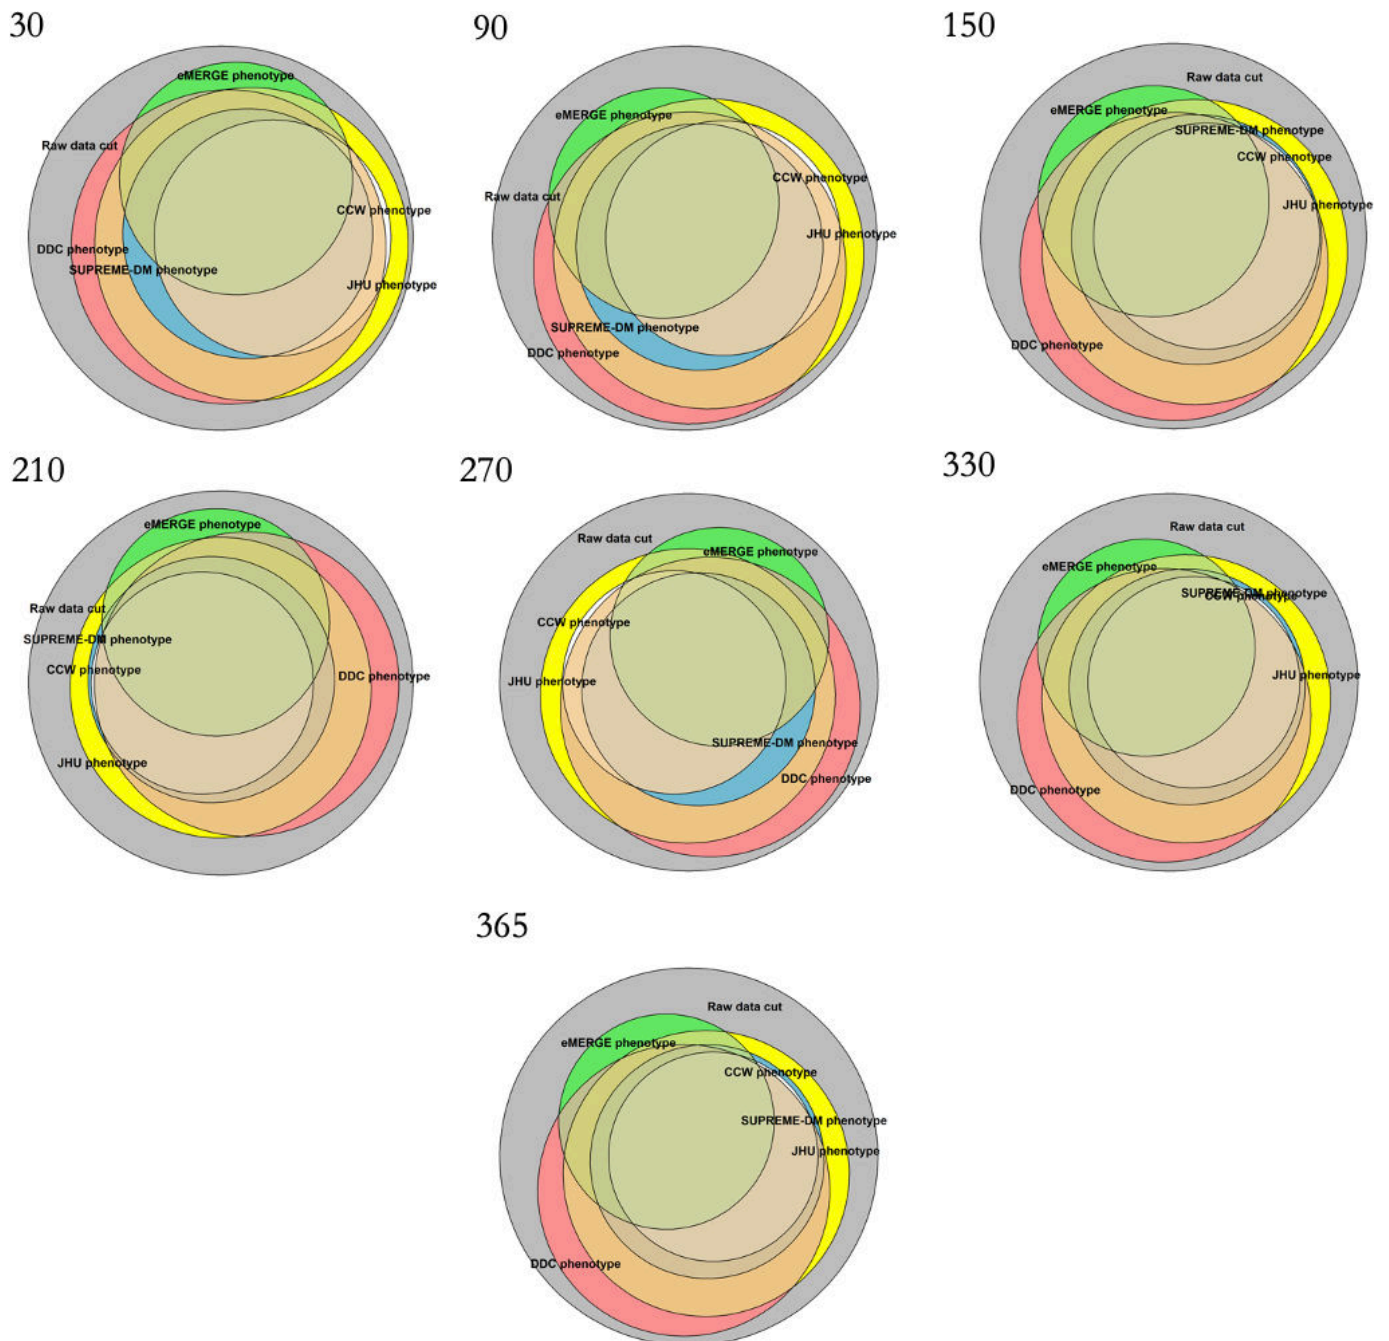 30
eMERGE phenotype
Raw data cut
CCW phenotype
DDC phenotype
SUPREME-DM phenotype
JHU phenotype
90
eMERGE phenotype
CCW phenotype
Raw data cut
JHU phenotype
SUPREME-DM phenotype
DDC phenotype
150
Raw data cut
eMERGE phenotype
SUPREME-DM phenotype
CCW phenotype
JHU phenotype
DDC phenotype
210
eMERGE phenotype
Raw data cut
SUPREME-DM phenotype
CCW phenotype
DDC phenotype
JHU phenotype
270
Raw data cut
eMERGE phenotype
CCW phenotype
JHU phenotype
SUPREME-DM phenotype
DDC phenotype
330
Raw data cut
eMERGE phenotype
SUPREME-DM phenotype
CCW phenotype
JHU phenotype
DDC phenotype
365
Raw data cut
eMERGE phenotype
CCW phenotype
SUPREME-DM phenotype
JHU phenotype
DDC phenotype